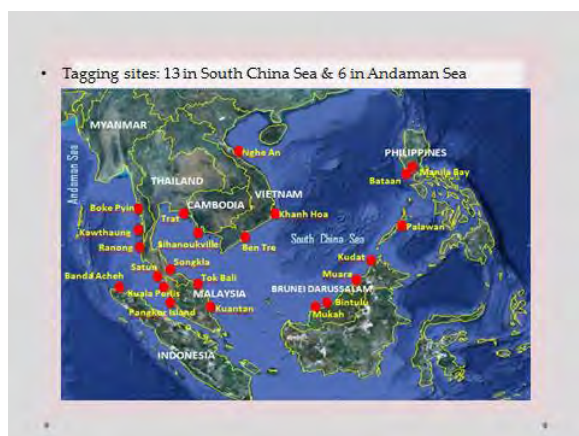 • Tagging sites: 13 in South China Sea & 6 in Andaman Sea
MYANMAR
Andaman Sea
Nghe An
PHILIPPINES
Manila Bay
Bataan
THAILAND
VIETNAM
CAMBODIA
Boke Pyin
Trat
Khanh Hoa
Palawan
Kawthaung
Sihanoukville
Ben Tre
South China Sea
Ranong
Songkla
Kudat
Satun
Tok Bali
Muara
Banda Acheh
BRUNEI DARUSSALAM
Kuala Perlis
MALAYSIA
Bintulu
Pangkor Island
Kuantan
Mukah
INDONESIA